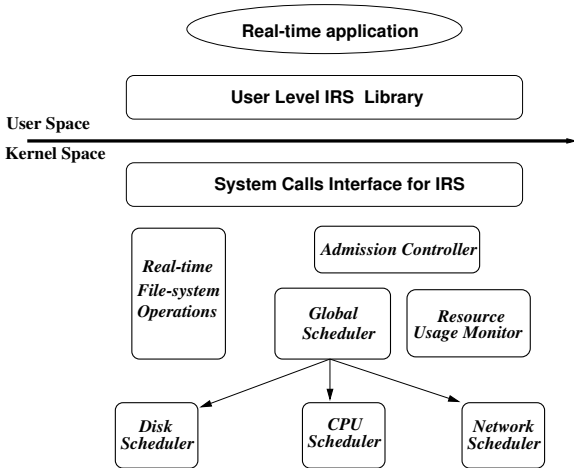 Real-time application
User Level IRS Library
User Space
Kernel Space
System Calls Interface for IRS
Real-time
File-system
Operations
Admission Controller
Global
Scheduler
Resource
Usage Monitor
Disk
Scheduler
CPU
Scheduler
Network
Scheduler